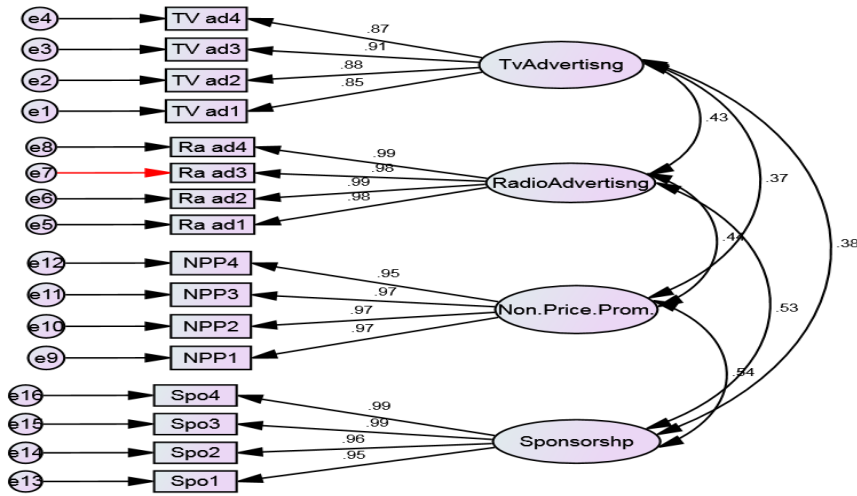 e4 TV ad4 .87
e3 TV ad3 .91 TvAdvertisng
e2 TV ad2 .88
e1 TV ad1 .85
.43
e8 Ra ad4 .99
e7 Ra ad3 .98 RadioAdvertisng .37
e6 Ra ad2 .99
e5 Ra ad1 .98
.44 .38
e12 NPP4 .95
e11 NPP3 .97 Non.Price.Prom. .53
e10 NPP2 .97
e9 NPP1 .97
.54
e16 Spo4 .99
e15 Spo3 .99 Sponsorshp
e14 Spo2 .96
e13 Spo1 .95